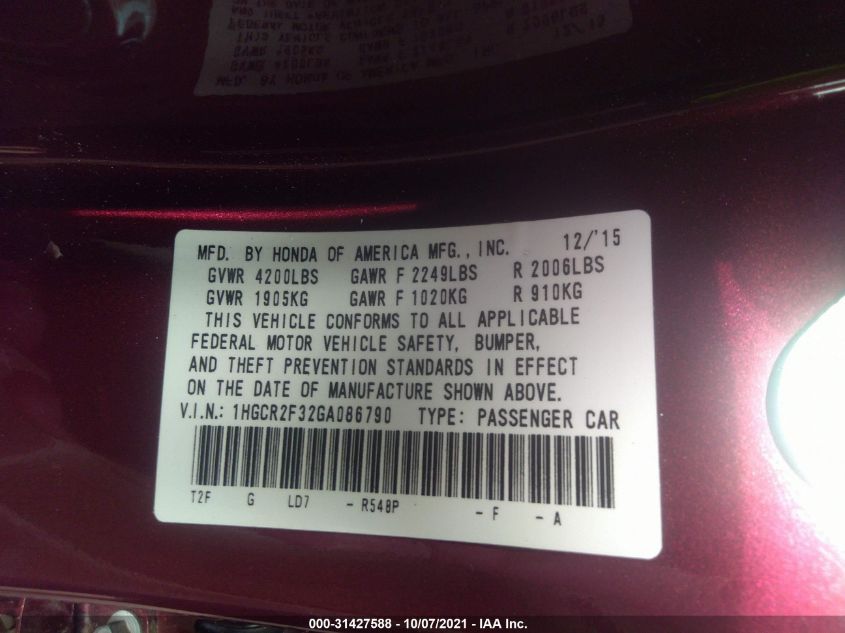 MFD. BY HONDA OF AMERICA MFG., INC. 12/'15
GVWR 4200LBS GAWR F 2249LBS R 2006LBS
GVWR 1905KG GAWR F 1020KG R 910KG
THIS VEHICLE CONFORMS TO ALL APPLICABLE
FEDERAL MOTOR VEHICLE SAFETY, BUMPER,
AND THEFT PREVENTION STANDARDS IN EFFECT
ON THE DATE OF MANUFACTURE SHOWN ABOVE.
V.I.N.: 1HGCR2F32GA086790 TYPE: PASSENGER CAR
T2F G LD7 - R548P - F - A
000-31427588 - 10/07/2021 - IAA Inc.